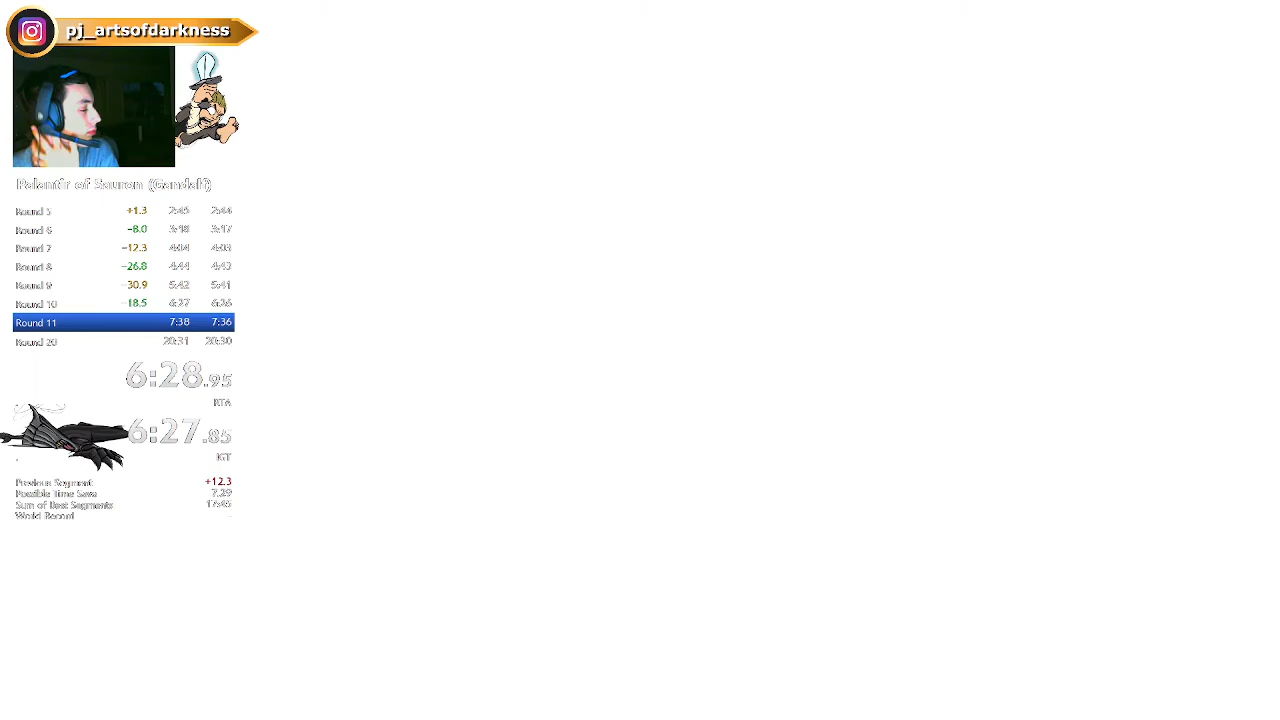 pj_artsofdarkness
Palantir of Sauron (Gandalf)
Round 5 +1.3 2:45 2:44
Round 6 -8.0 3:18 3:17
Round 7 -12.3 4:04 4:03
Round 8 -26.8 4:44 4:43
Round 9 -30.9 5:42 5:41
Round 10 -18.5 6:27 6:26
Round 11 7:38 7:36
Round 20 20:31 20:30
6:28.95
RTA
6:27.85
IGT
Previous Segment +12.3
Possible Time Save 7.29
Sum of Best Segments 17:45
World Record -